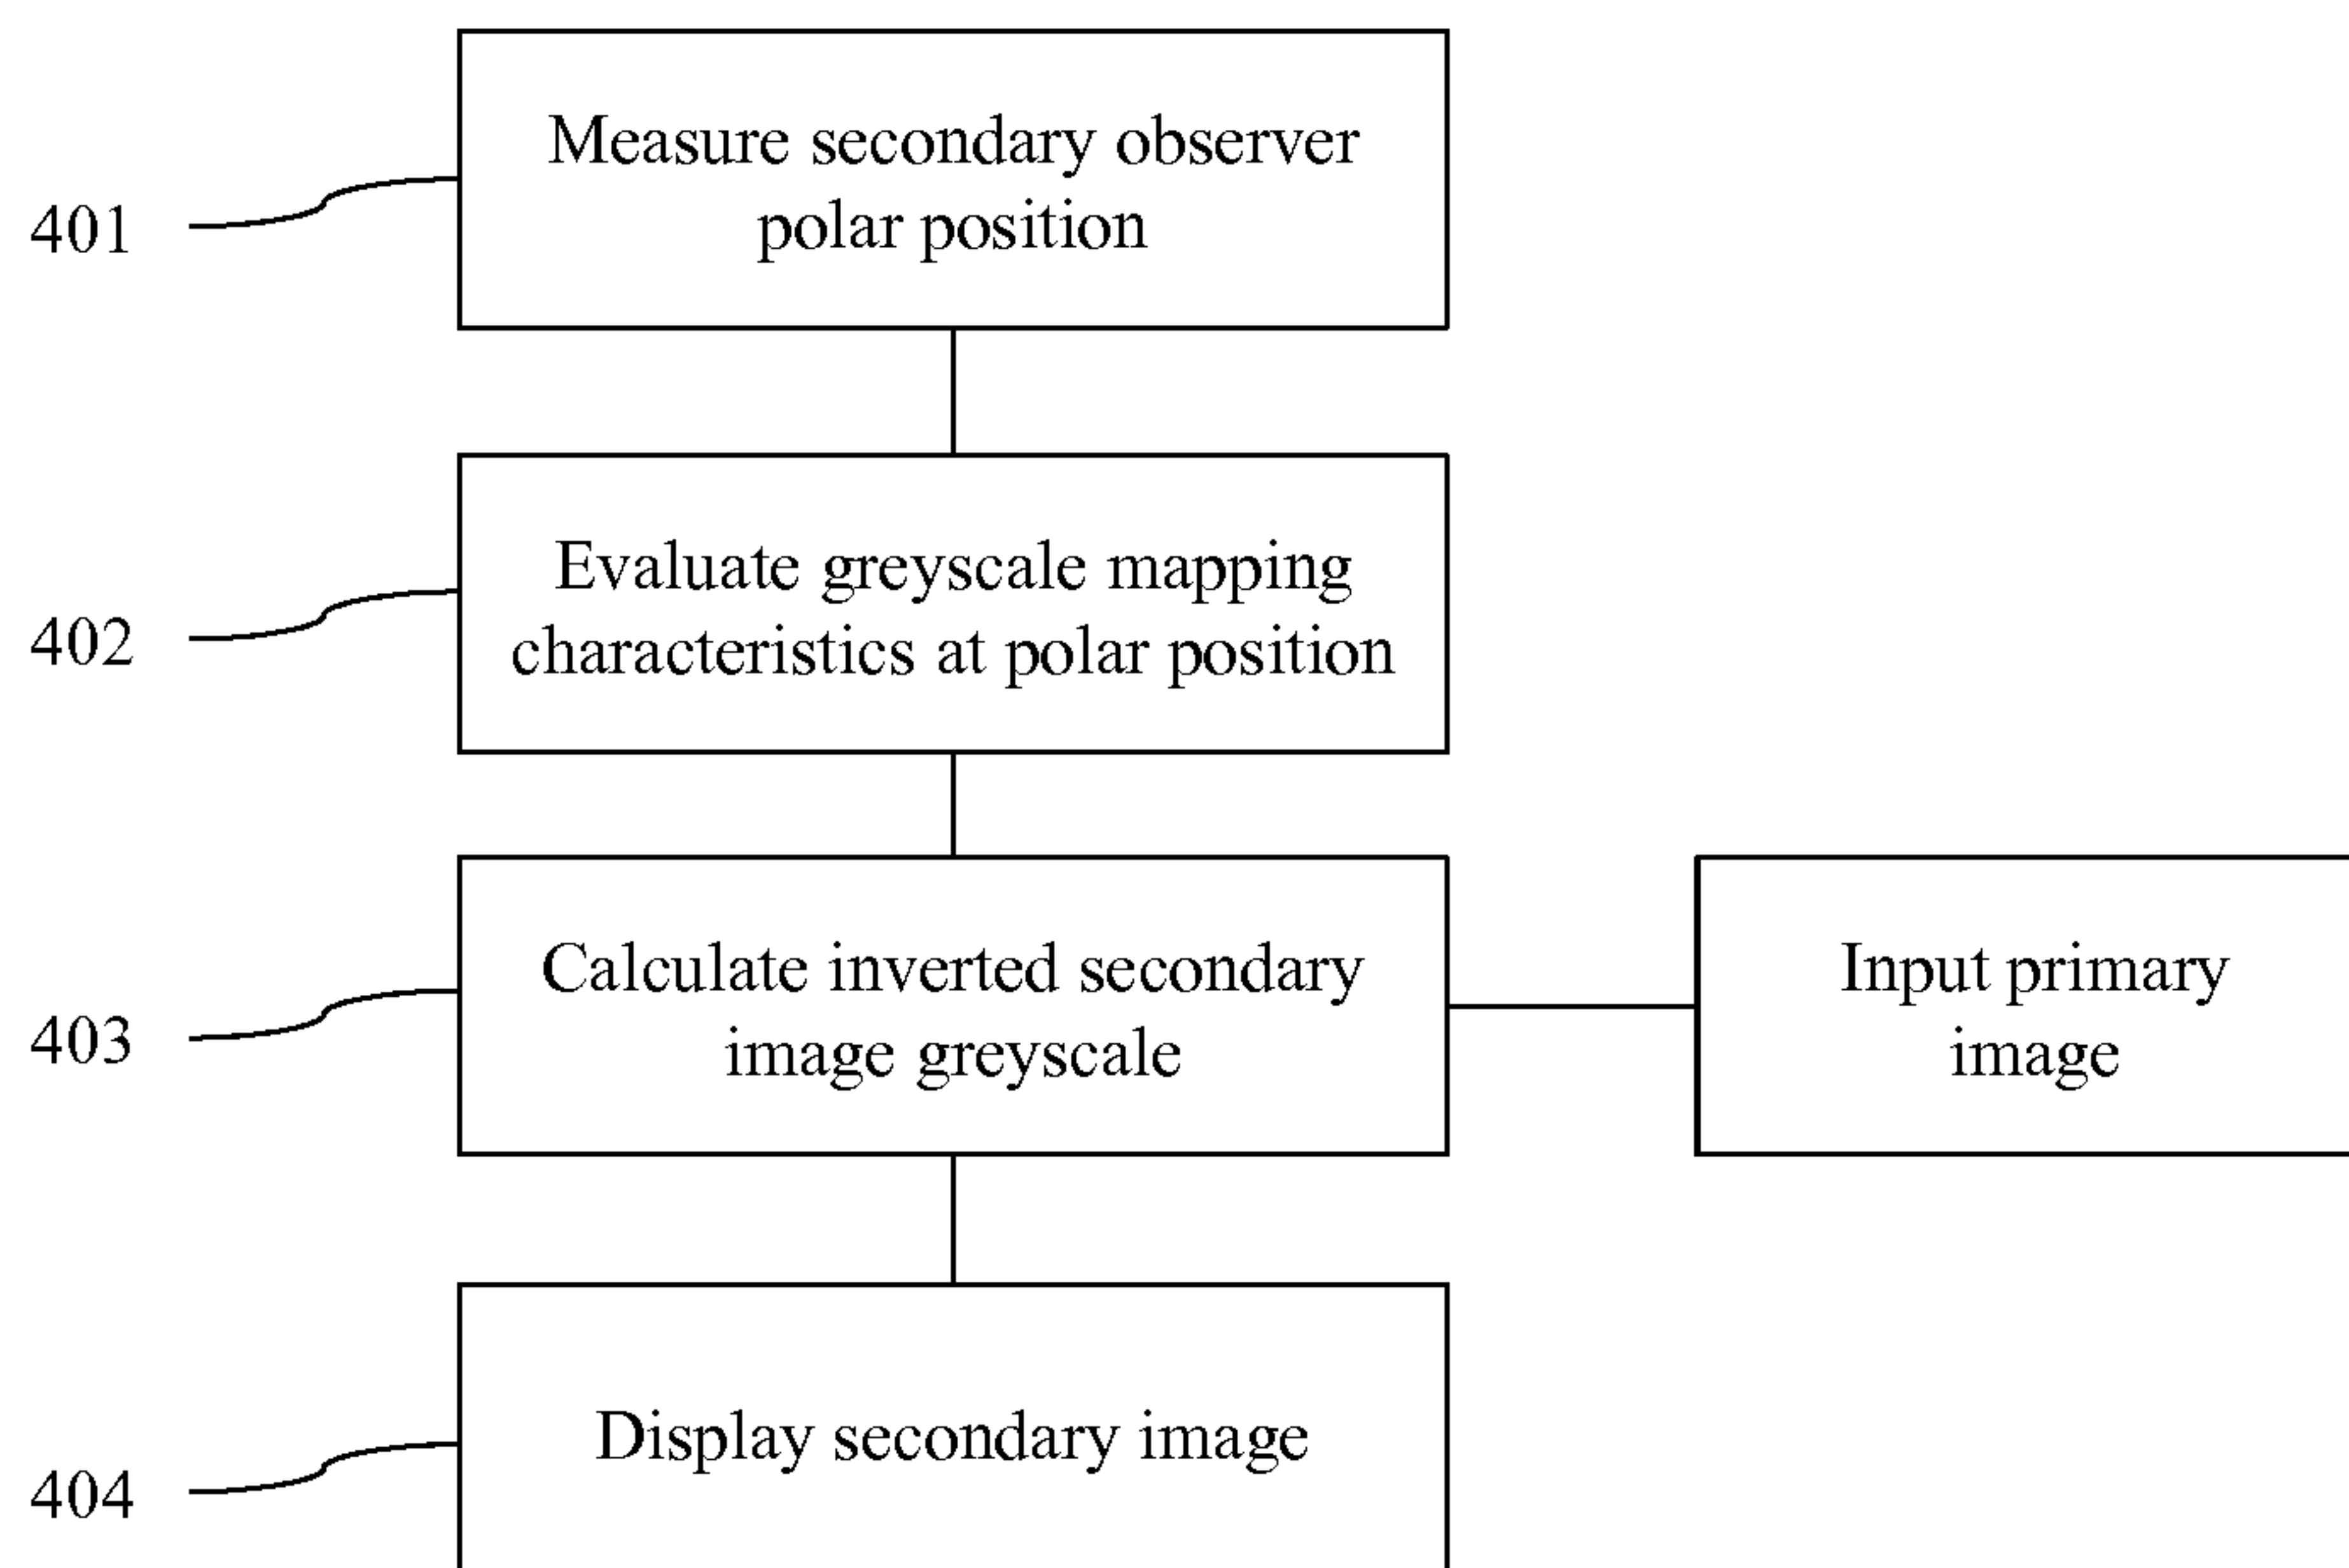 401
Measure secondary observer
polar position
402
Evaluate greyscale mapping
characteristics at polar position
403
Calculate inverted secondary
image greyscale
Input primary
image
404
Display secondary image